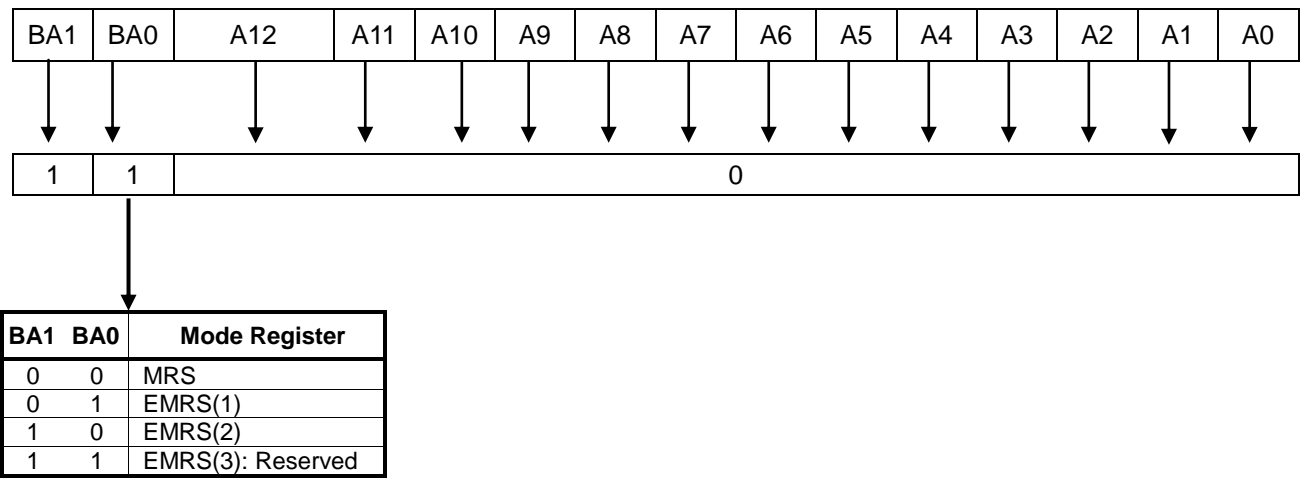 BA1 BA0 A12 A11 A10 A9 A8 A7 A6 A5 A4 A3 A2 A1 A0
1 1 0
BA1 BA0 Mode Register
0 0 MRS
0 1 EMRS(1)
1 0 EMRS(2)
1 1 EMRS(3): Reserved